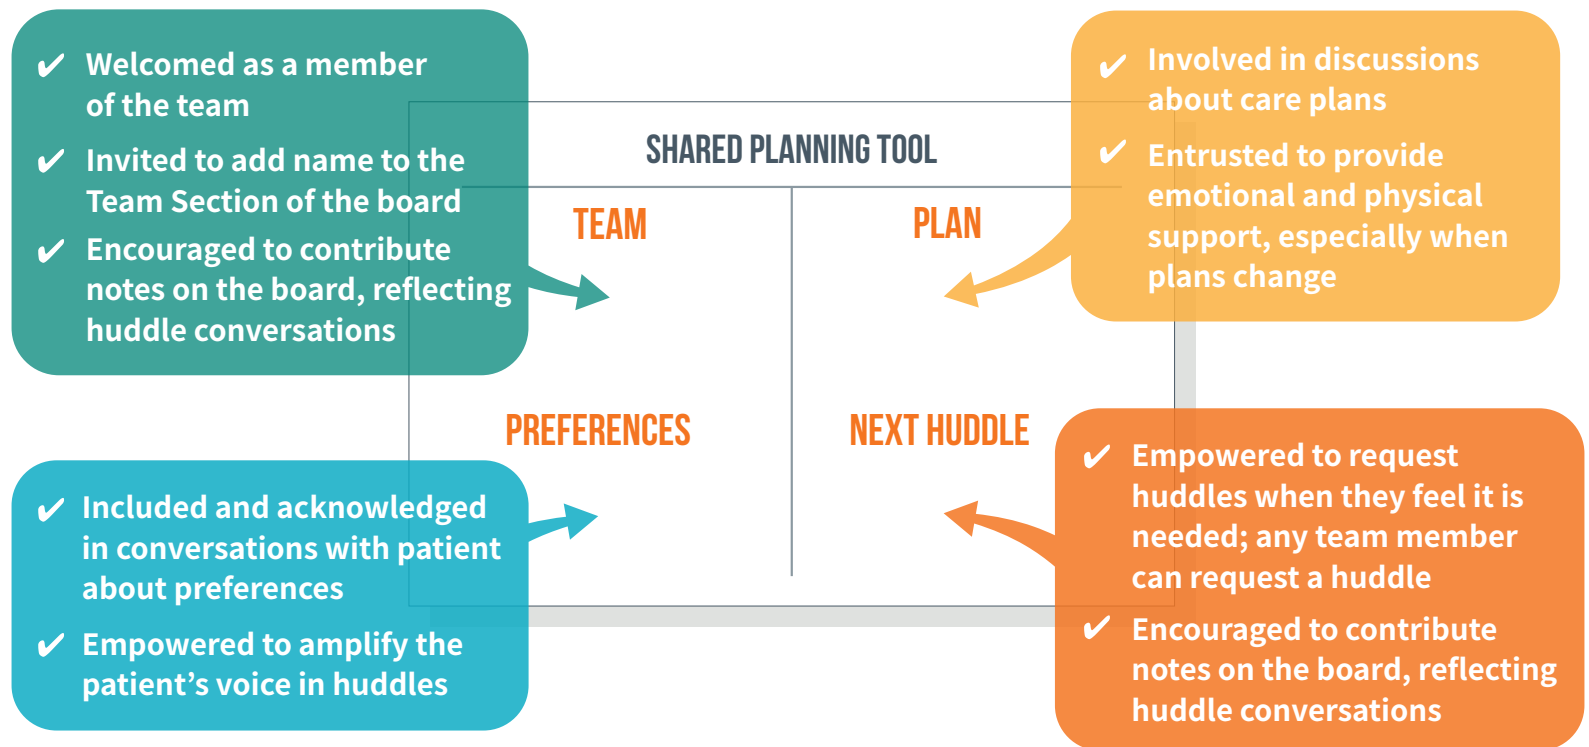 ✔ Welcomed as a member
of the team
✔ Invited to add name to the
Team Section of the board
✔ Encouraged to contribute
notes on the board, reflecting
huddle conversations
SHARED PLANNING TOOL
TEAM
PLAN
PREFERENCES
NEXT HUDDLE
✔ Involved in discussions
about care plans
✔ Entrusted to provide
emotional and physical
support, especially when
plans change
✔ Included and acknowledged
in conversations with patient
about preferences
✔ Empowered to amplify the
patient’s voice in huddles
✔ Empowered to request
huddles when they feel it is
needed; any team member
can request a huddle
✔ Encouraged to contribute
notes on the board, reflecting
huddle conversations